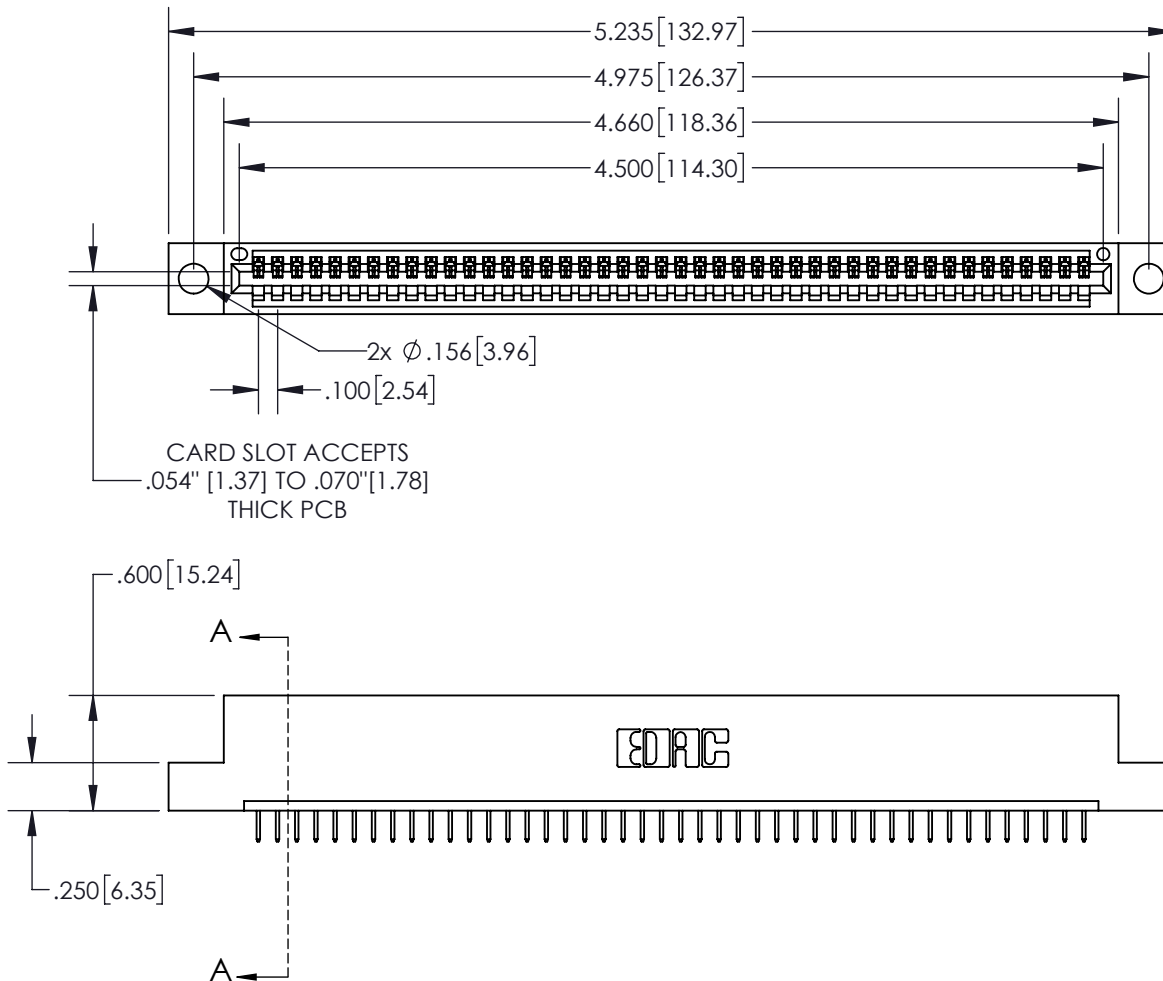 5.235[132.97]
4.975[126.37]
4.660[118.36]
4.500[114.30]
2x Ø.156[3.96]
.100[2.54]
CARD SLOT ACCEPTS
.054" [1.37] TO .070"[1.78]
THICK PCB
.600[15.24]
A
EDAC
.250[6.35]
A